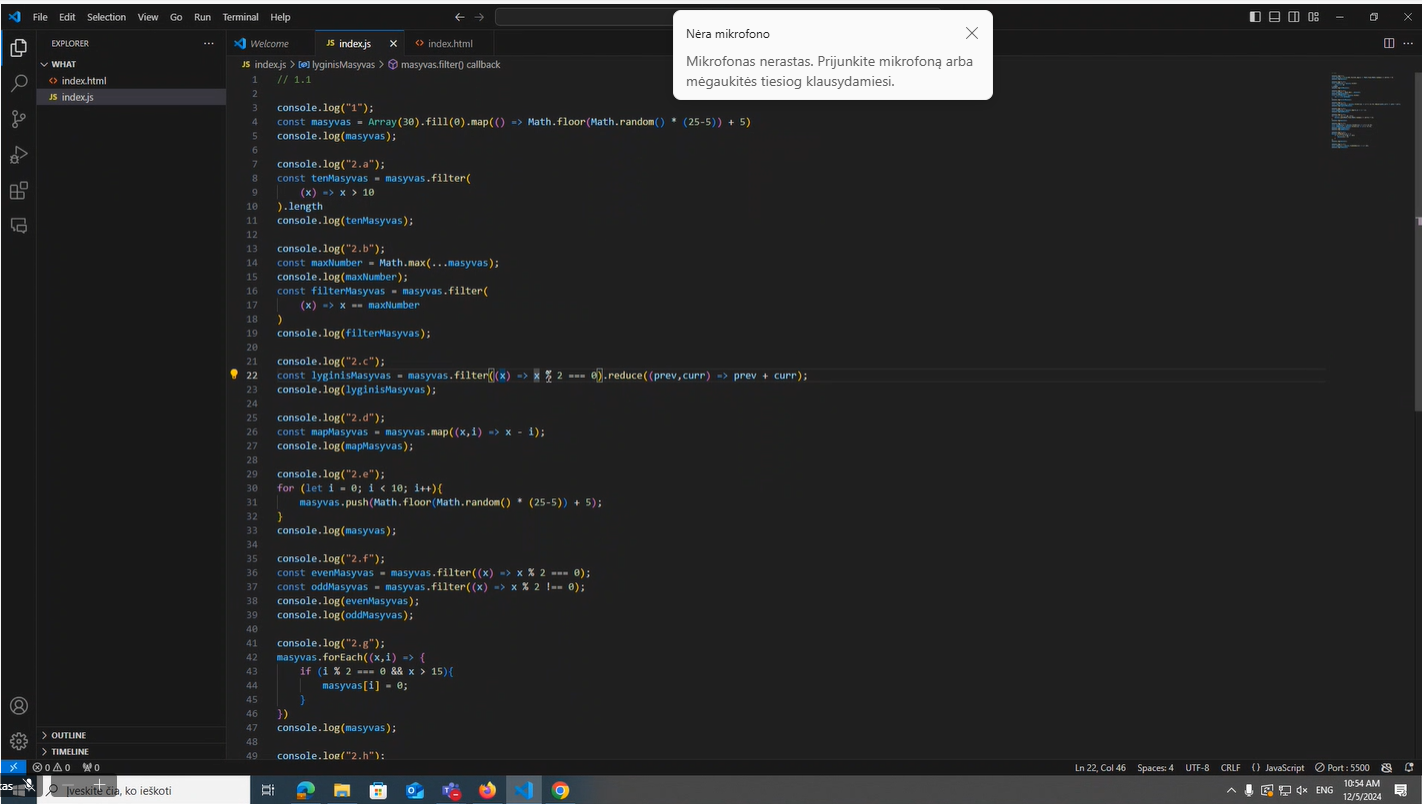 File Edit Selection View Go Run Terminal Help
Nėra mikrofono
Mikrofonas nerastas. Prijunkite mikrofoną arba
mėgaukitės tiesiog klausydamiesi.
EXPLORER
WHAT
index.html
JS index.js
OUTLINE
TIMELINE
Welcome
JS index.js
index.html
JS index.js > lyginisMasyvas > masyvas.filter() callback
1 // 1.1
2
3 console.log("1");
4 const masyvas = Array(30).fill(0).map(() => Math.floor(Math.random() * (25-5)) + 5)
5 console.log(masyvas);
6
7 console.log("2.a");
8 const tenMasyvas = masyvas.filter(
9 (x) => x > 10
10 ).length
11 console.log(tenMasyvas);
12
13 console.log("2.b");
14 const maxNumber = Math.max(...masyvas);
15 console.log(maxNumber);
16 const filterMasyvas = masyvas.filter(
17 (x) => x == maxNumber
18 )
19 console.log(filterMasyvas);
20
21 console.log("2.c");
22 const lyginisMasyvas = masyvas.filter((x) => x % 2 === 0).reduce((prev,curr) => prev + curr);
23 console.log(lyginisMasyvas);
24
25 console.log("2.d");
26 const mapMasyvas = masyvas.map((x,i) => x - i);
27 console.log(mapMasyvas);
28
29 console.log("2.e");
30 for (let i = 0; i < 10; i++){
31 masyvas.push(Math.floor(Math.random() * (25-5)) + 5);
32 }
33 console.log(masyvas);
34
35 console.log("2.f");
36 const evenMasyvas = masyvas.filter((x) => x % 2 === 0);
37 const oddMasyvas = masyvas.filter((x) => x % 2 !== 0);
38 console.log(evenMasyvas);
39 console.log(oddMasyvas);
40
41 console.log("2.g");
42 masyvas.forEach((x,i) => {
43 if (i % 2 === 0 && x > 15){
44 masyvas[i] = 0;
45 }
46 })
47 console.log(masyvas);
48
49 console.log("2.h");
0 0 0
Ln 22, Col 46 Spaces: 4 UTF-8 CRLF {} JavaScript Port : 5500
Įveskite čia, ko ieškoti
ENG
10:54 AM
12/5/2024